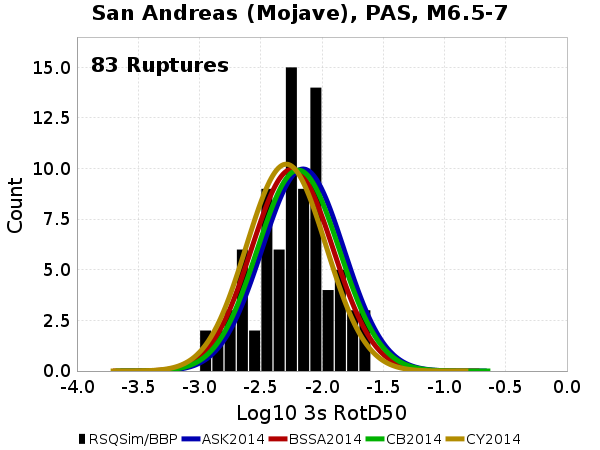 San Andreas (Mojave), PAS, M6.5-7
83 Ruptures
Count
15.0
12.5
10.0
7.5
5.0
2.5
0.0
-4.0 -3.5 -3.0 -2.5 -2.0 -1.5 -1.0 -0.5 0.0
Log10 3s RotD50
RSQSim/BBP ASK2014 BSSA2014 CB2014 CY2014